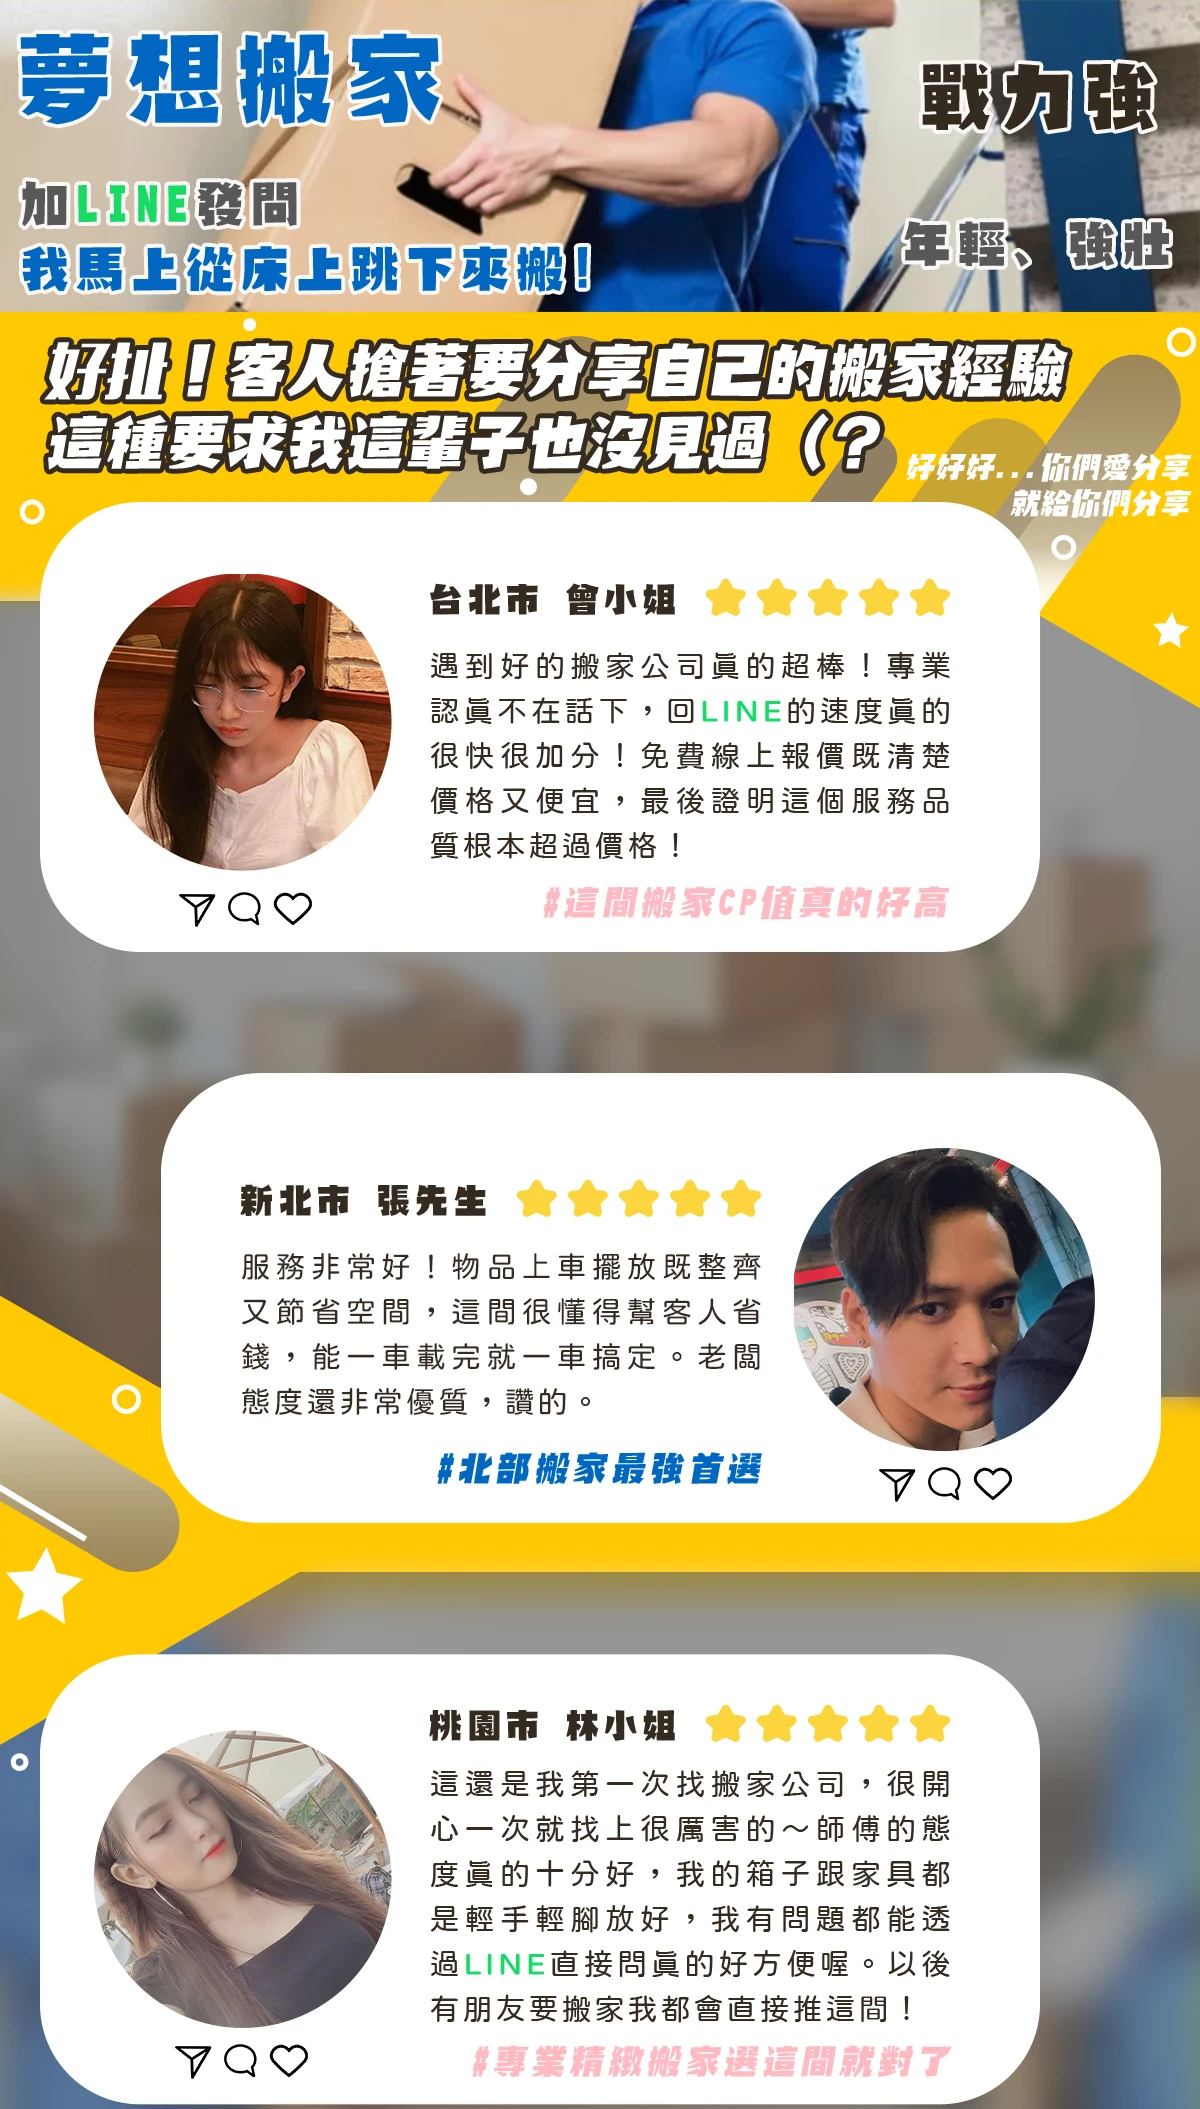 夢想搬家
戰力強
加LINE發問
年輕、強壯
我馬上從床上跳下來搬!
好扯！客人搶著要分享自己的搬家經驗
這種要求我這輩子也沒見過（？
好好好...你們愛分享
就給你們分享
台北市 曾小姐
遇到好的搬家公司真的超棒！專業
認真不在話下，回LINE的速度真的
很快很加分！免費線上報價既清楚
價格又便宜，最後證明這個服務品
質根本超過價格！
#這間搬家CP值真的好高
新北市 張先生
服務非常好！物品上車擺放既整齊
又節省空間，這間很懂得幫客人省
錢，能一車載完就一車搞定。老闆
態度還非常優質，讚的。
#北部搬家最強首選
桃園市 林小姐
這還是我第一次找搬家公司，很開
心一次就找上很厲害的～師傅的態
度真的十分好，我的箱子跟家具都
是輕手輕腳放好，我有問題都能透
過LINE直接問真的好方便喔。以後
有朋友要搬家我都會直接推這間！
#專業精緻搬家選這間就對了